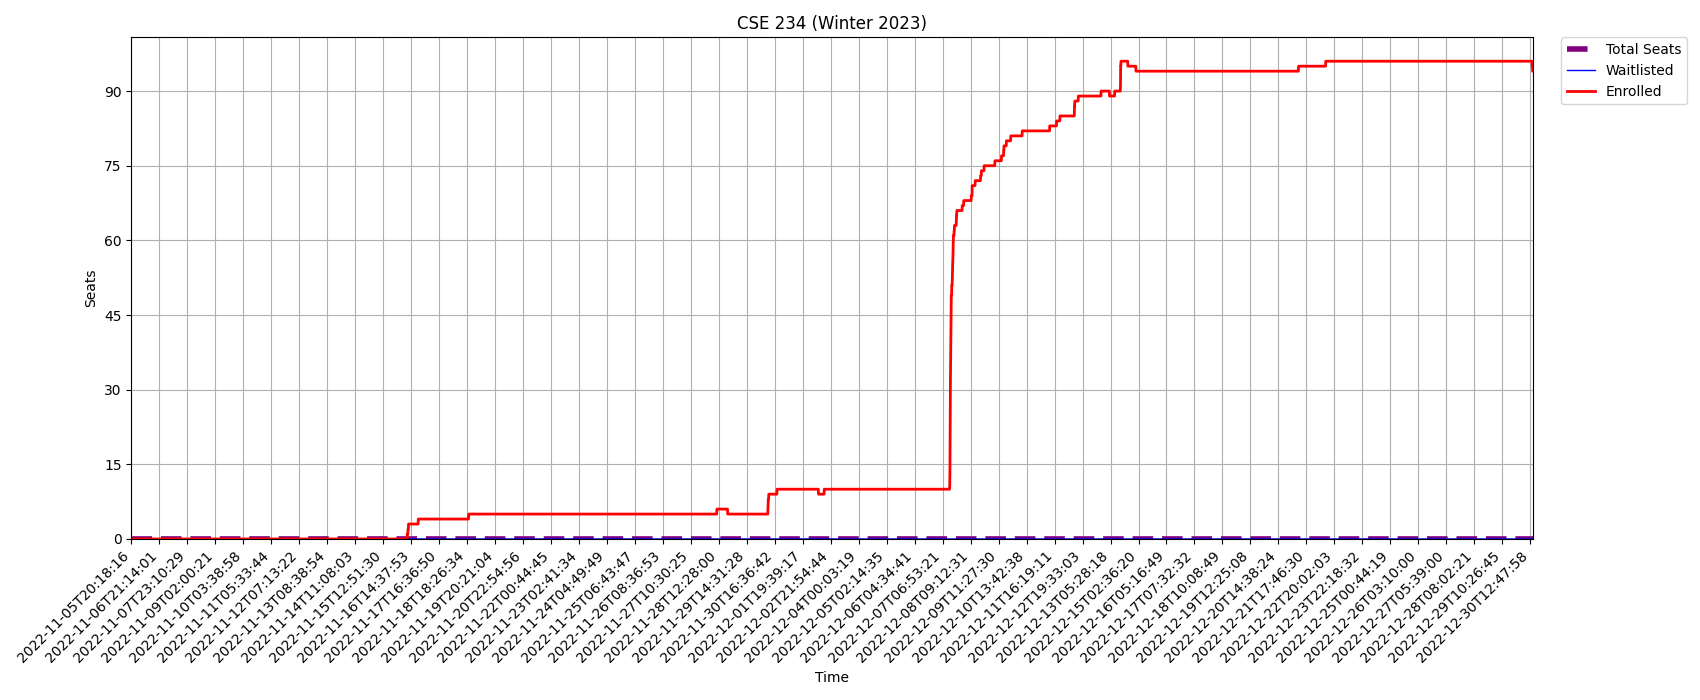 CSE 234 (Winter 2023)
Total Seats
Waitlisted
Enrolled
Seats
90
75
60
45
30
15
0
2022-11-05T20:18:16
2022-11-06T21:14:01
2022-11-07T23:10:29
2022-11-09T02:00:21
2022-11-10T03:38:58
2022-11-11T05:33:44
2022-11-12T07:13:22
2022-11-13T08:38:54
2022-11-14T11:08:03
2022-11-15T12:51:30
2022-11-16T14:37:53
2022-11-17T16:36:50
2022-11-18T18:26:34
2022-11-19T20:21:04
2022-11-20T22:54:56
2022-11-22T00:44:45
2022-11-23T02:41:34
2022-11-24T04:49:49
2022-11-25T06:43:47
2022-11-26T08:36:53
2022-11-27T10:30:25
2022-11-28T12:28:00
2022-11-29T14:31:28
2022-11-30T16:36:42
2022-12-01T19:39:17
2022-12-02T21:54:44
2022-12-04T00:03:19
2022-12-05T02:14:35
2022-12-06T04:34:41
2022-12-07T06:53:21
2022-12-08T09:12:31
2022-12-09T11:27:30
2022-12-10T13:42:38
2022-12-11T16:19:11
2022-12-12T19:33:03
2022-12-13T05:28:18
2022-12-15T02:36:20
2022-12-16T05:16:49
2022-12-17T07:32:32
2022-12-18T10:08:49
2022-12-19T12:25:08
2022-12-20T14:38:24
2022-12-21T17:46:30
2022-12-22T20:02:03
2022-12-23T22:18:32
2022-12-25T00:44:19
2022-12-26T03:10:00
2022-12-27T05:39:00
2022-12-28T08:02:21
2022-12-29T10:26:45
2022-12-30T12:47:58
Time